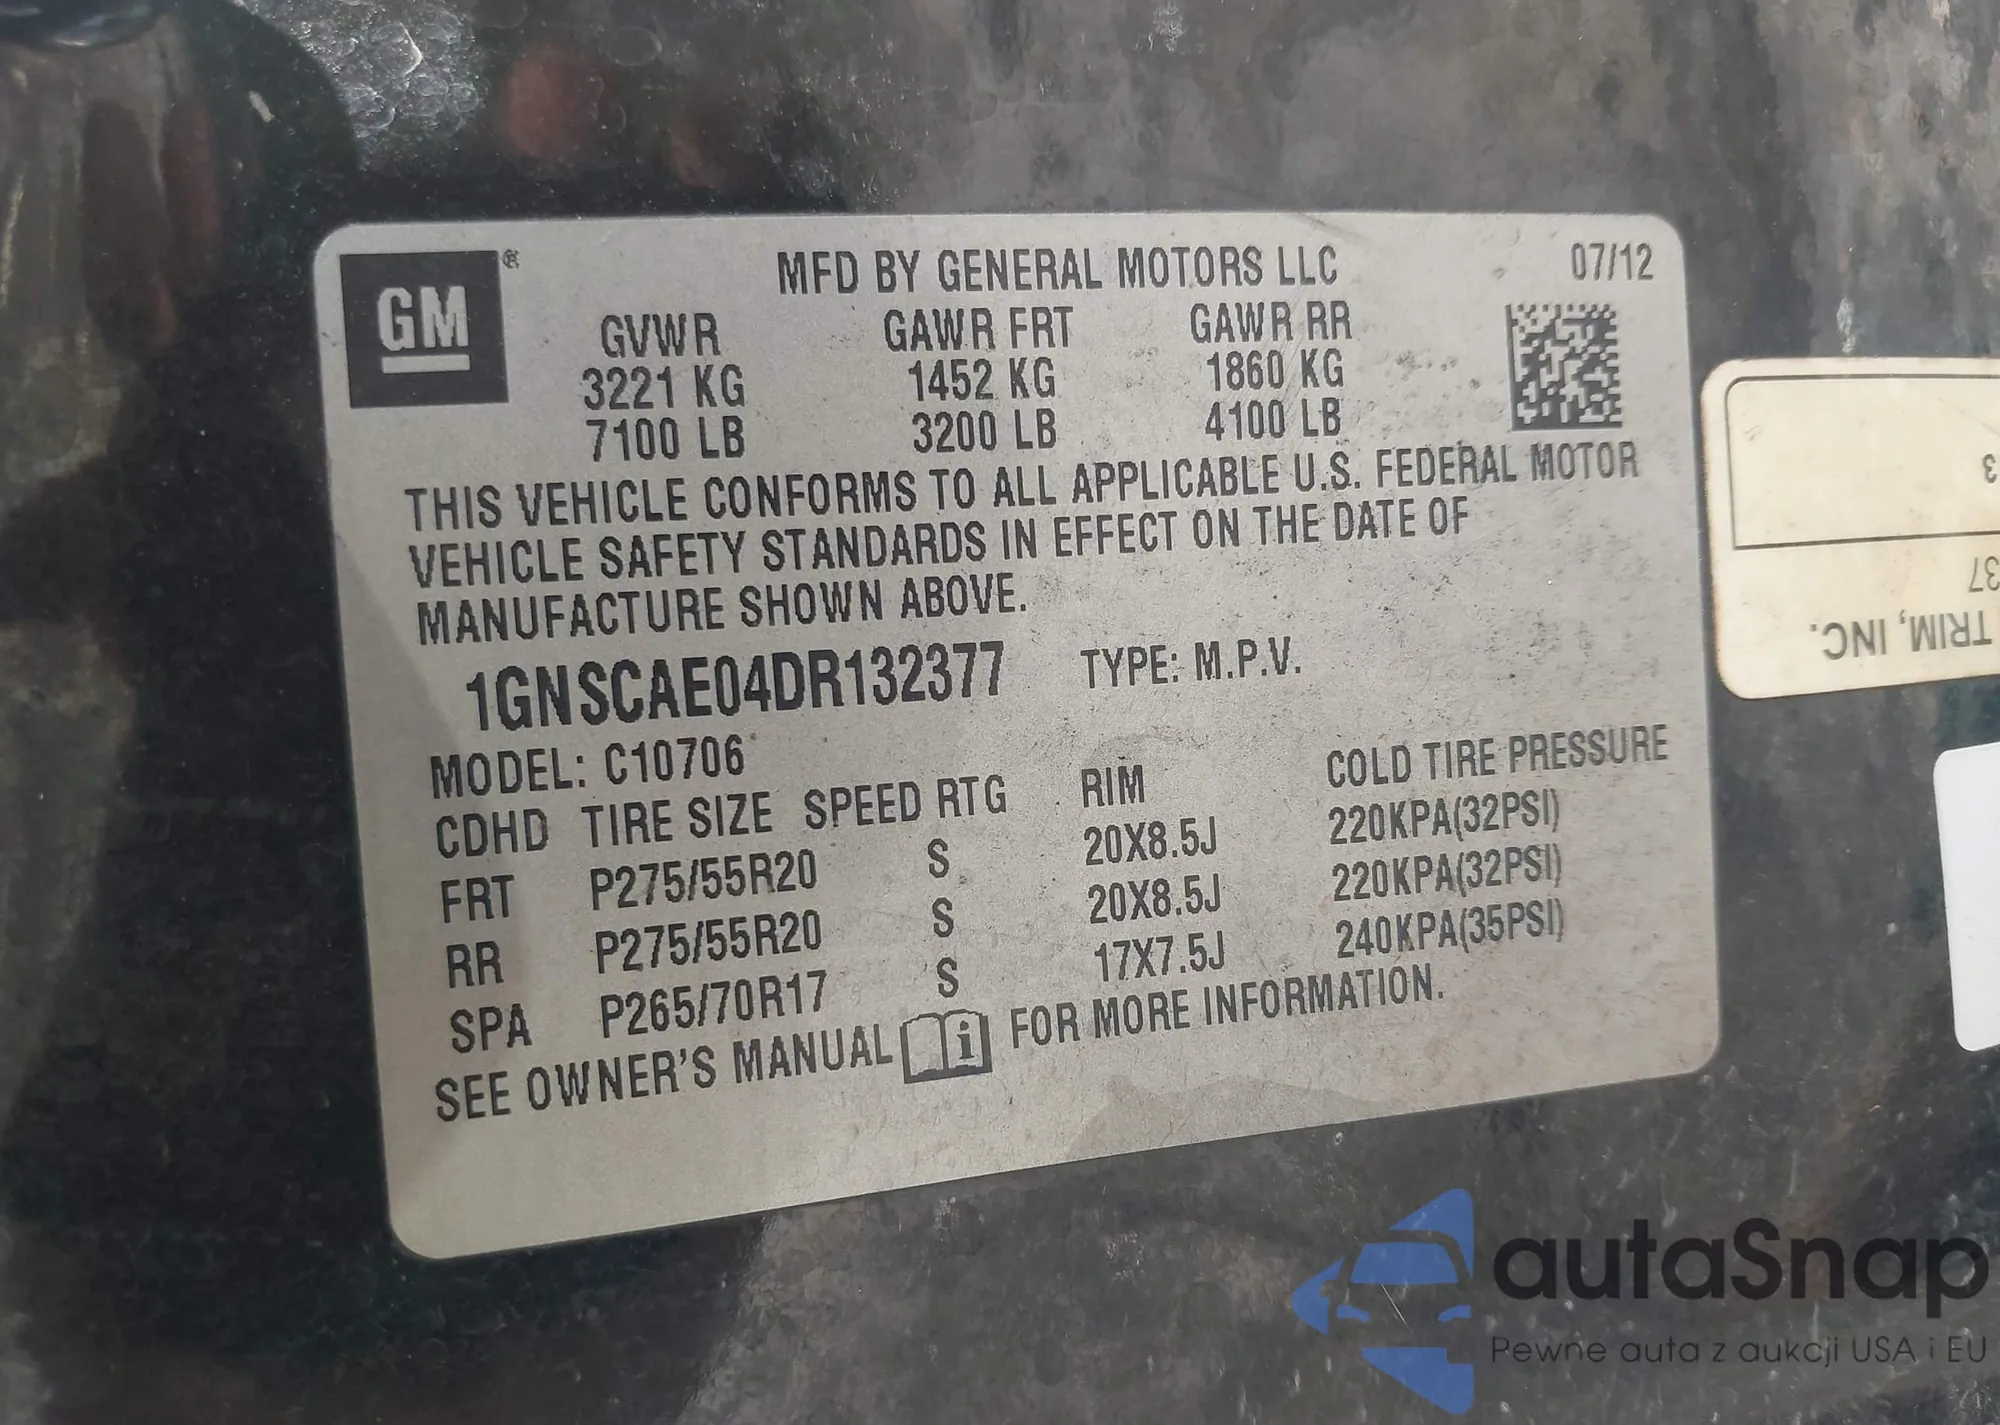 GM®
MFD BY GENERAL MOTORS LLC 07/12
GVWR GAWR FRT GAWR RR
3221 KG 1452 KG 1860 KG
7100 LB 3200 LB 4100 LB
THIS VEHICLE CONFORMS TO ALL APPLICABLE U.S. FEDERAL MOTOR
VEHICLE SAFETY STANDARDS IN EFFECT ON THE DATE OF
MANUFACTURE SHOWN ABOVE.
1GNSCAE04DR132377 TYPE: M.P.V.
MODEL: C10706
CDHD TIRE SIZE SPEED RTG RIM COLD TIRE PRESSURE
FRT P275/55R20 S 20X8.5J 220KPA(32PSI)
RR P275/55R20 S 20X8.5J 220KPA(32PSI)
SPA P265/70R17 S 17X7.5J 240KPA(35PSI)
SEE OWNER'S MANUAL i FOR MORE INFORMATION.
TRIM, INC.
37
3
autaSnap
Pewne auta z aukcji USA i EU